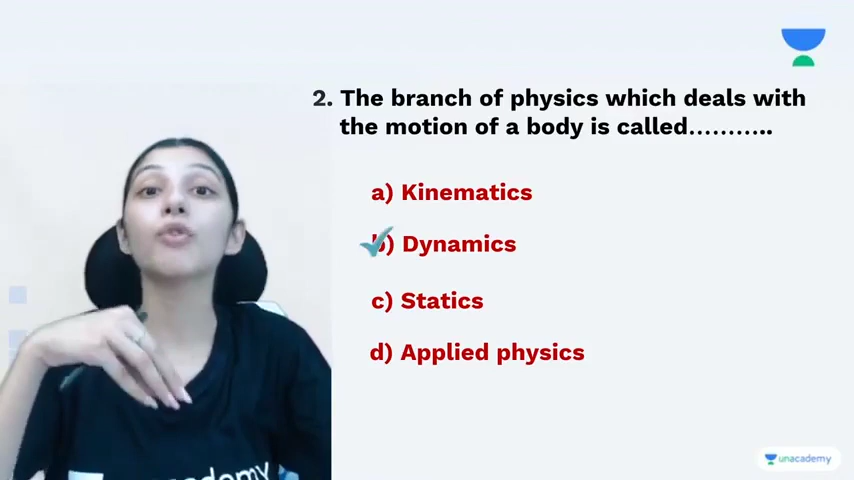 2. The branch of physics which deals with
the motion of a body is called...........
a) Kinematics
b) Dynamics
c) Statics
d) Applied physics
unacademy
unacademy